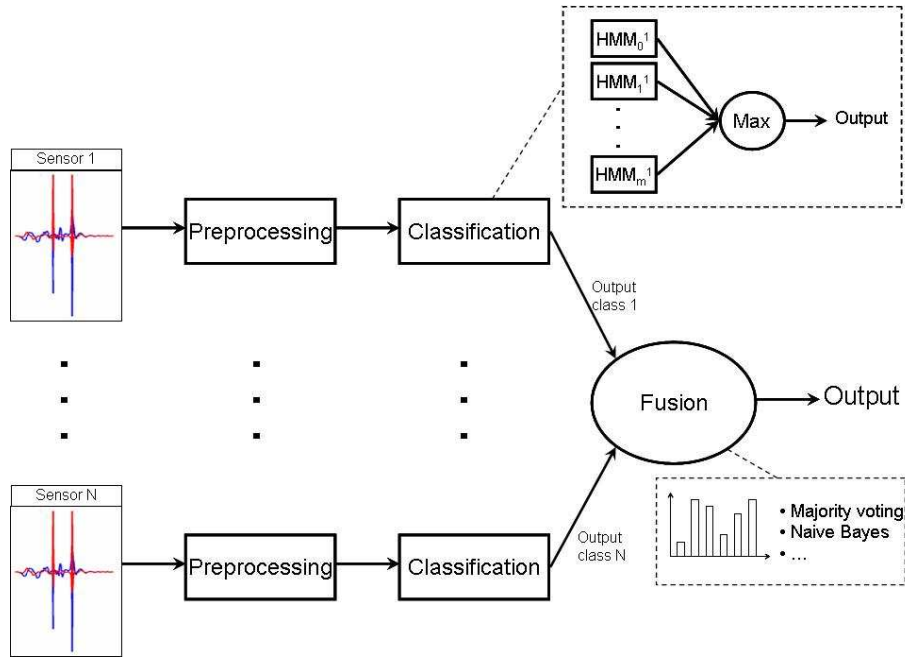 HMM₀¹
HMM₁¹
HMMₘ¹
Max
Output
Sensor 1
Preprocessing
Classification
Output
class 1
Fusion
Output
Sensor N
Preprocessing
Classification
Output
class N
• Majority voting
• Naive Bayes
• ...